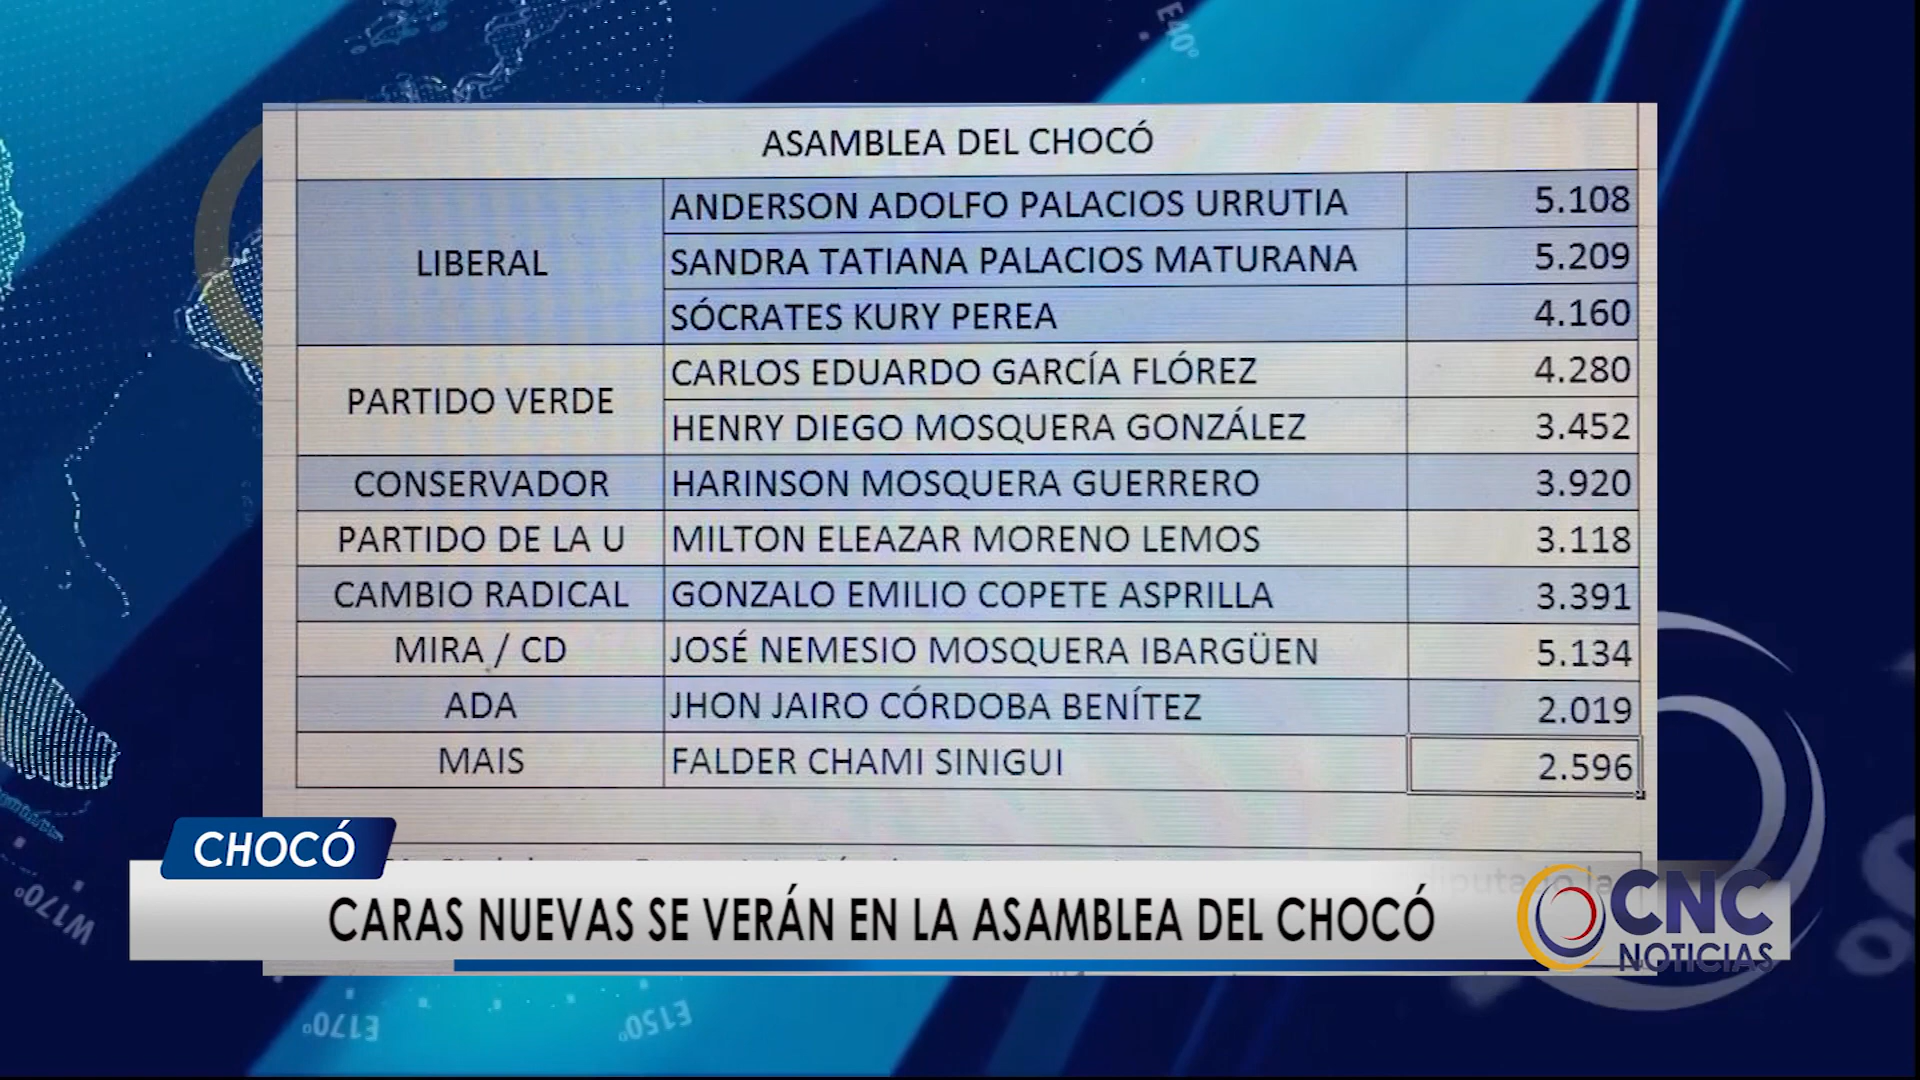 E40°
ASAMBLEA DEL CHOCÓ
LIBERAL
ANDERSON ADOLFO PALACIOS URRUTIA 5.108
SANDRA TATIANA PALACIOS MATURANA 5.209
SÓCRATES KURY PEREA 4.160
PARTIDO VERDE
CARLOS EDUARDO GARCÍA FLÓREZ 4.280
HENRY DIEGO MOSQUERA GONZÁLEZ 3.452
CONSERVADOR HARINSON MOSQUERA GUERRERO 3.920
PARTIDO DE LA U MILTON ELEAZAR MORENO LEMOS 3.118
CAMBIO RADICAL GONZALO EMILIO COPETE ASPRILLA 3.391
MIRA / CD JOSÉ NEMESIO MOSQUERA IBARGÜEN 5.134
ADA JHON JAIRO CÓRDOBA BENÍTEZ 2.019
MAIS FALDER CHAMI SINIGUI 2.596
CHOCÓ
CARAS NUEVAS SE VERÁN EN LA ASAMBLEA DEL CHOCÓ
CNC
NOTICIAS
W170°
E170°
E150°